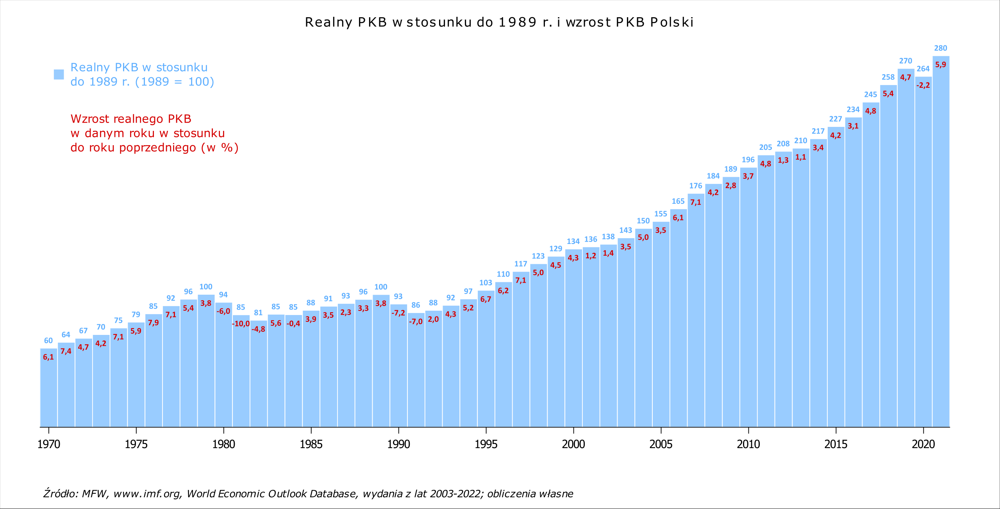 Realny PKB w stosunku do 1989 r. i wzrost PKB Polski
Realny PKB w stosunku
do 1989 r. (1989 = 100)
Wzrost realnego PKB
w danym roku w stosunku
do roku poprzedniego (w %)
60 64 67 70 75 79 85 92 96 100 94 85 81 85 85 88 91 93 96 100 93 86 88 92 97 103 110 117 123 129 134 136 138 143 150 155 165 176 184 189 196 205 208 210 217 227 234 245 258 270 264 280
6,1 7,4 4,7 4,2 7,1 5,9 7,9 7,1 5,4 3,8 -6,0 -10,0 -4,8 5,6 -0,4 3,9 3,5 2,3 3,3 3,8 -7,2 -7,0 2,0 4,3 5,2 6,7 6,2 7,1 5,0 4,5 4,3 1,2 1,4 3,5 5,0 3,5 6,1 7,1 4,2 2,8 3,7 4,8 1,3 1,1 3,4 4,2 3,1 4,8 5,4 4,7 -2,2 5,9
1970 1975 1980 1985 1990 1995 2000 2005 2010 2015 2020
Źródło: MFW, www.imf.org, World Economic Outlook Database, wydania z lat 2003-2022; obliczenia własne